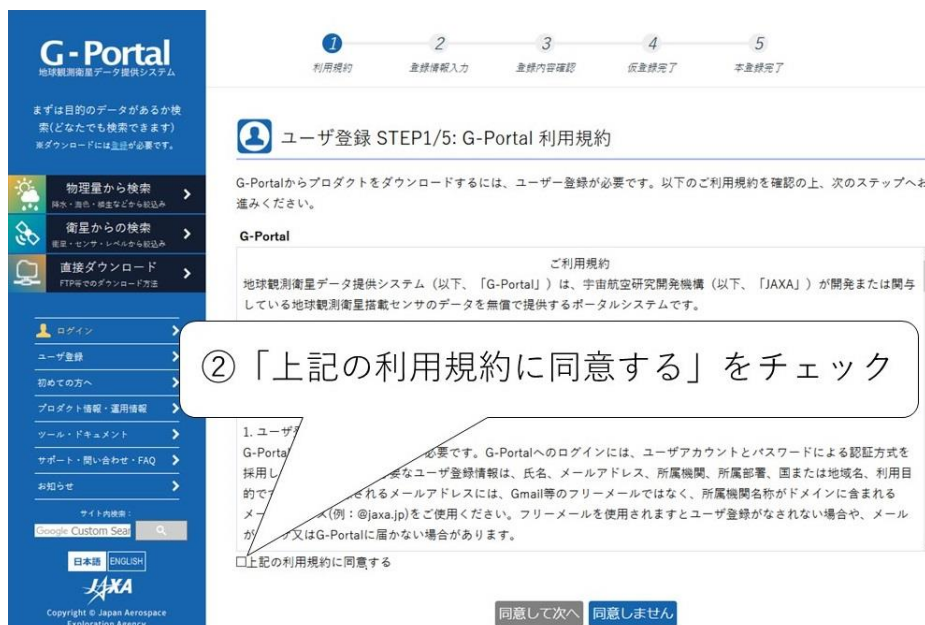 G-Portal
地球観測衛星データ提供システム
まずは目的のデータがあるか検
索(どなたでも検索できます)
※ダウンロードには登録が必要です。
物理量から検索
降水・海色・植生などから絞込み
衛星からの検索
衛星・センサ・レベルから絞込み
直接ダウンロード
FTP等でのダウンロード方法
ログイン
ユーザ登録
初めての方へ
プロダクト情報・運用情報
ツール・ドキュメント
サポート・問い合わせ・FAQ
お知らせ
サイト内検索:
Google Custom Sear
日本語 ENGLISH
JAXA
Copyright © Japan Aerospace
Exploration Agency
1 2 3 4 5
利用規約 登録情報入力 登録内容確認 仮登録完了 本登録完了
ユーザ登録 STEP1/5: G-Portal 利用規約
G-Portalからプロダクトをダウンロードするには、ユーザー登録が必要です。以下のご利用規約を確認の上、次のステップへお
進みください。
G-Portal
ご利用規約
地球観測衛星データ提供システム（以下、「G-Portal」）は、宇宙航空研究開発機構（以下、「JAXA」）が開発または関与
している地球観測衛星搭載センサのデータを無償で提供するポータルシステムです。
②「上記の利用規約に同意する」をチェック
1. ユーザ
G-Porta 必要です。G-Portalへのログインには、ユーザアカウントとパスワードによる認証方式を
採用し 要なユーザ登録情報は、氏名、メールアドレス、所属機関、所属部署、国または地域名、利用目
的で されるメールアドレスには、Gmail等のフリーメールではなく、所属機関名称がドメインに含まれる
メー ス(例：@jaxa.jp)をご使用ください。フリーメールを使用されますとユーザ登録がなされない場合や、メール
が 又はG-Portalに届かない場合があります。
□上記の利用規約に同意する
同意して次へ 同意しません